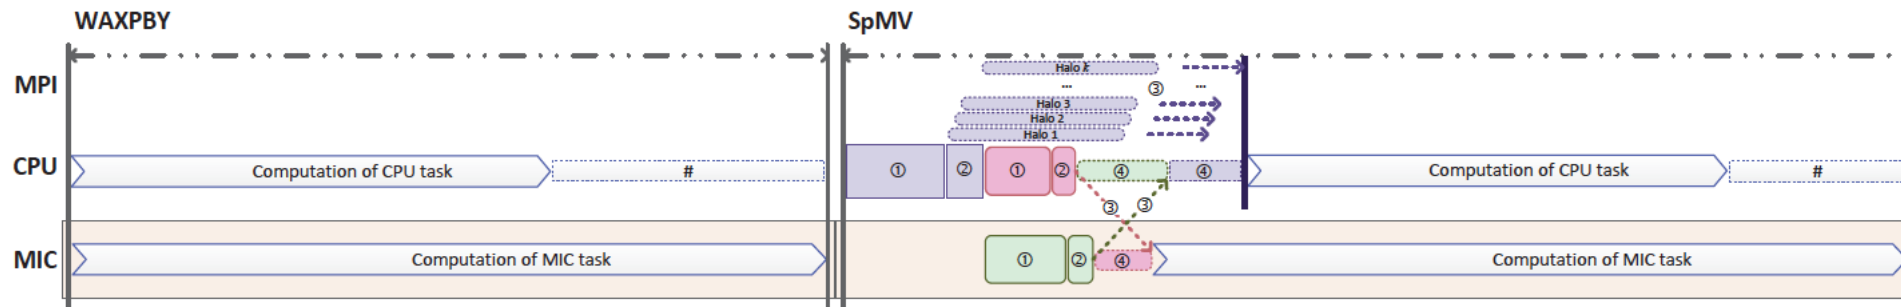 WAXPBY
SpMV
MPI
Halo k
...
③
...
Halo 3
Halo 2
Halo 1
CPU
Computation of CPU task
#
①
②
①
②
④
④
Computation of CPU task
#
③
③
MIC
Computation of MIC task
①
②
④
Computation of MIC task